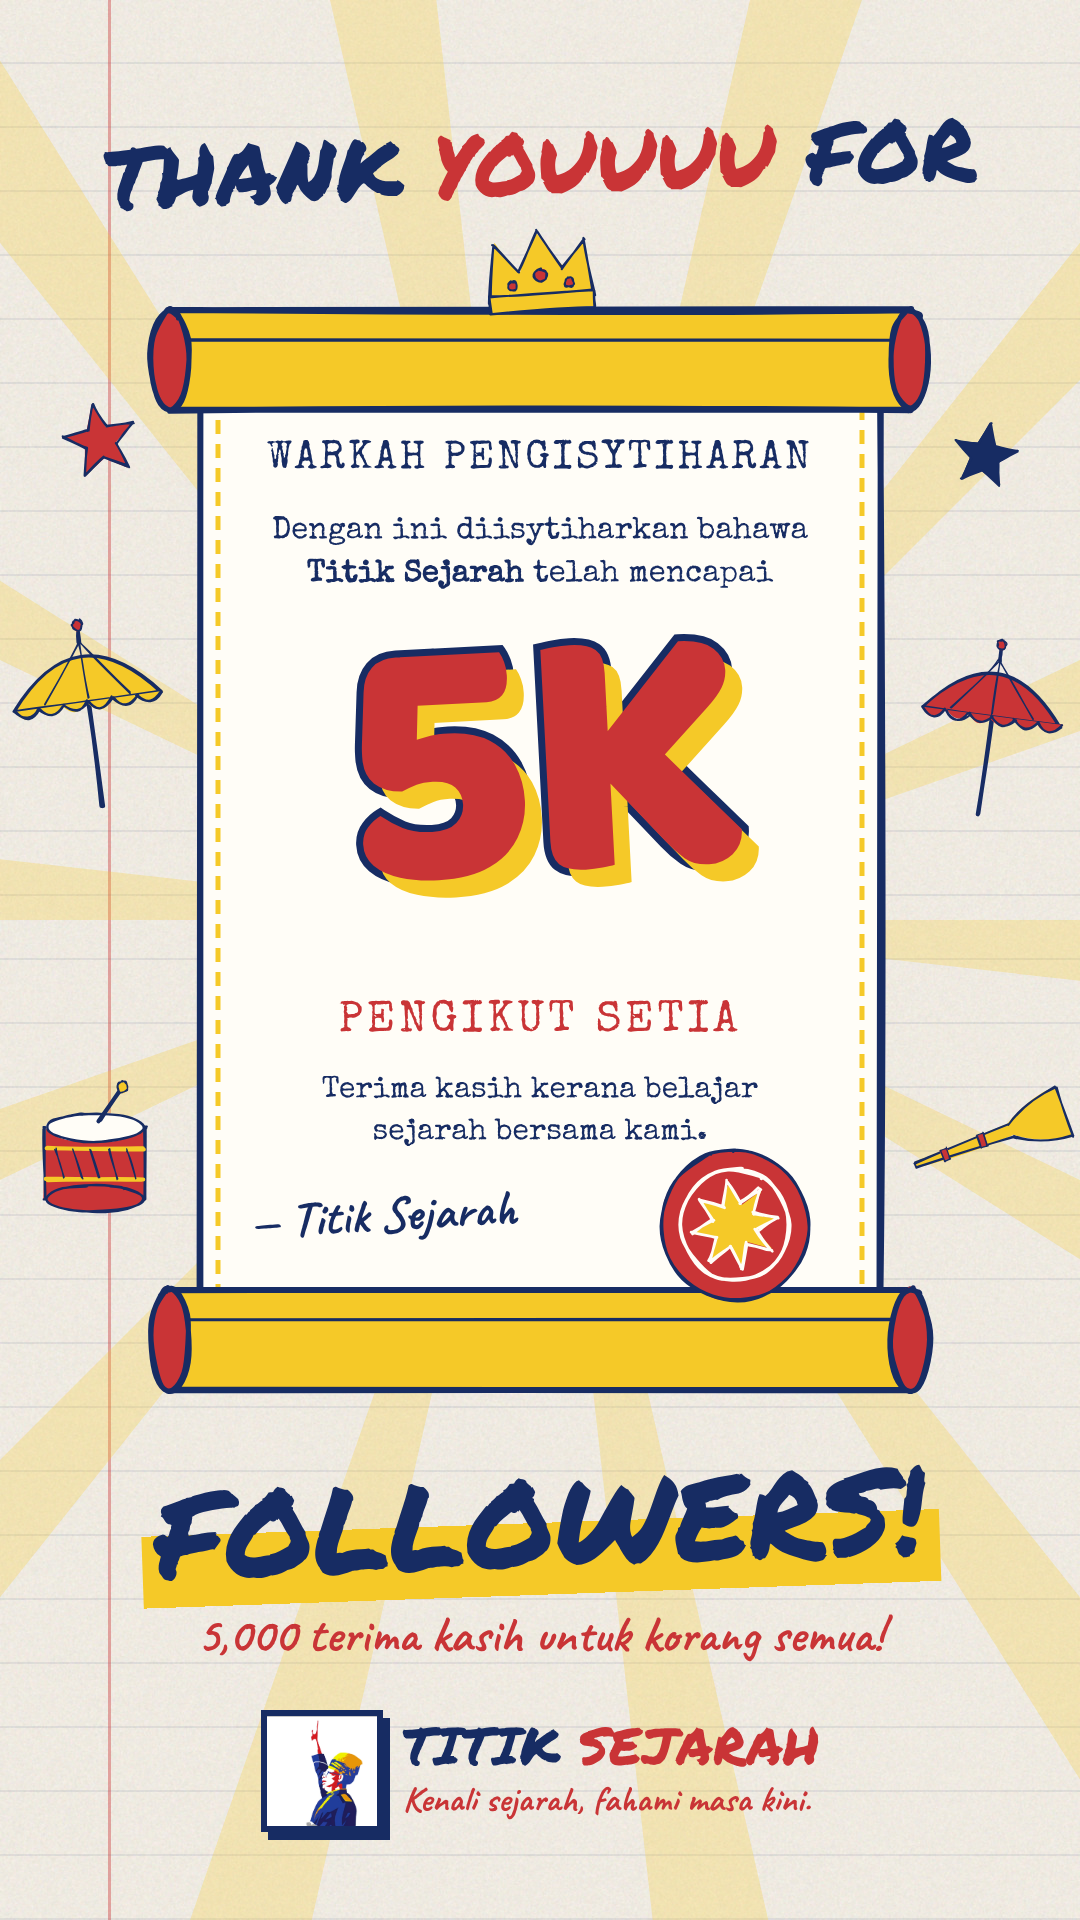 THANK YOUUUU FOR
WARKAH PENGISYTIHARAN
Dengan ini diisytiharkan bahawa
Titik Sejarah telah mencapai
5K
PENGIKUT SETIA
Terima kasih kerana belajar
sejarah bersama kami.
– Titik Sejarah
FOLLOWERS!
5,000 terima kasih untuk korang semua!
TITIK SEJARAH
Kenali sejarah, fahami masa kini.